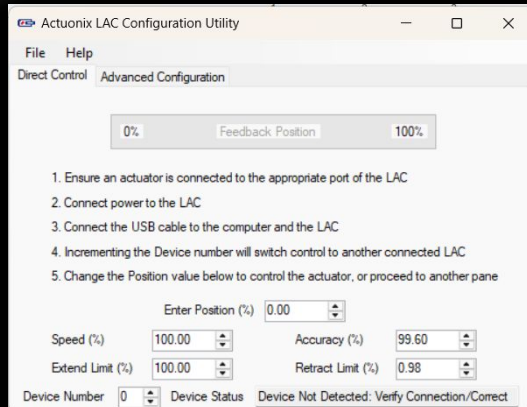 Actuonix LAC Configuration Utility
File Help
Direct Control Advanced Configuration
0% Feedback Position 100%
1. Ensure an actuator is connected to the appropriate port of the LAC
2. Connect power to the LAC
3. Connect the USB cable to the computer and the LAC
4. Incrementing the Device number will switch control to another connected LAC
5. Change the Position value below to control the actuator, or proceed to another pane
Enter Position (%) 0.00
Speed (%) 100.00 Accuracy (%) 99.60
Extend Limit (%) 100.00 Retract Limit (%) 0.98
Device Number 0 Device Status Device Not Detected: Verify Connection/Correct